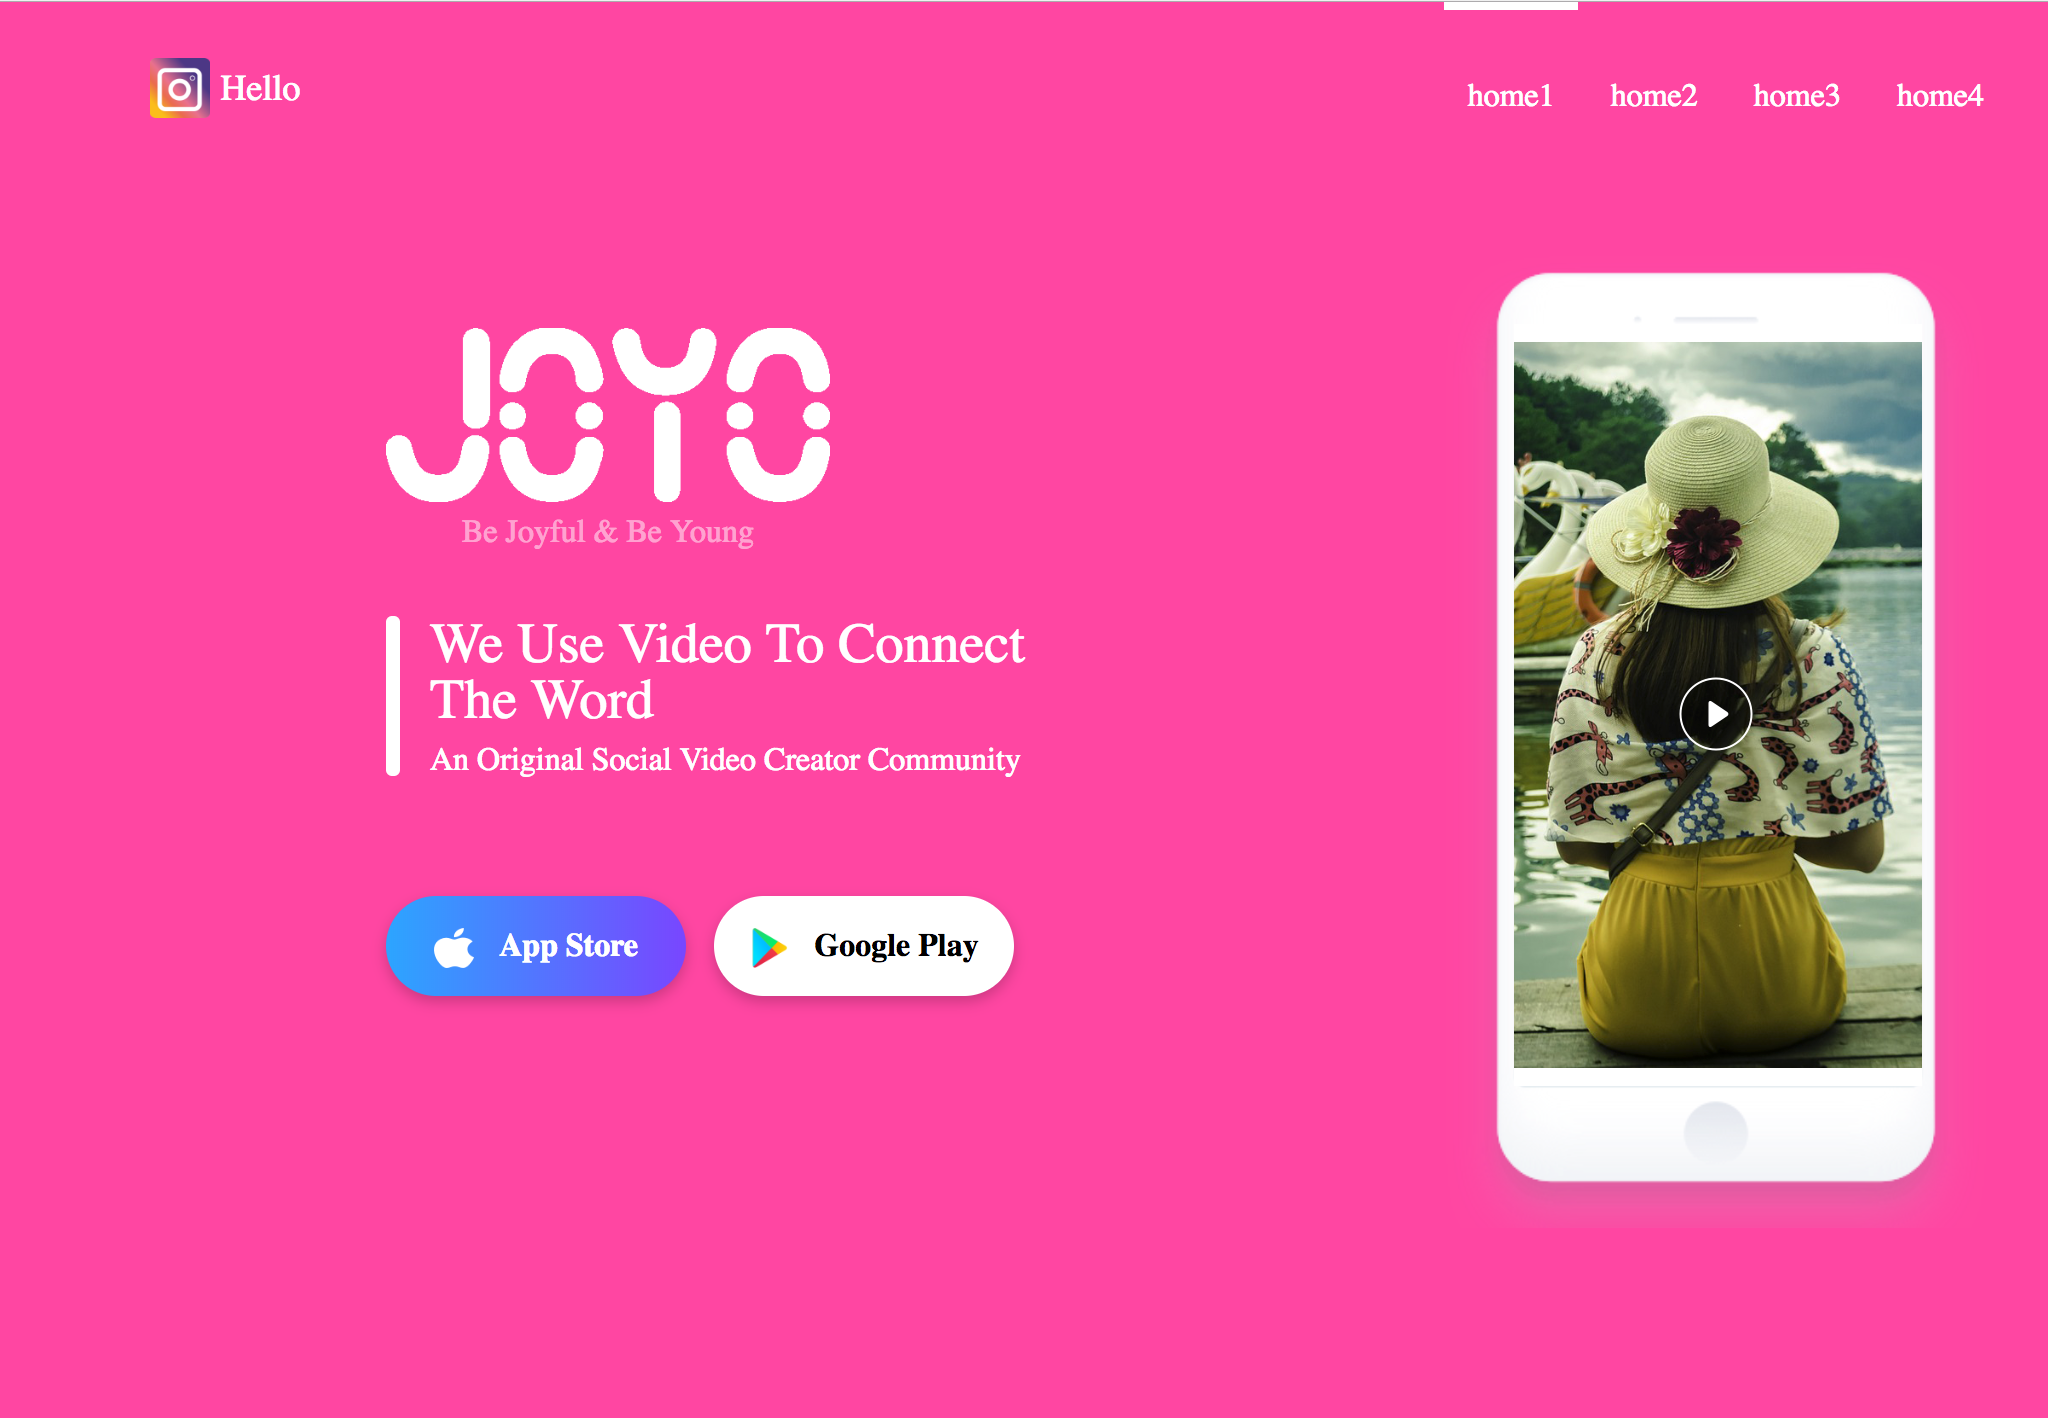 Hello
home1 home2 home3 home4
JOYO
Be Joyful & Be Young
We Use Video To Connect
The Word
An Original Social Video Creator Community
App Store
Google Play